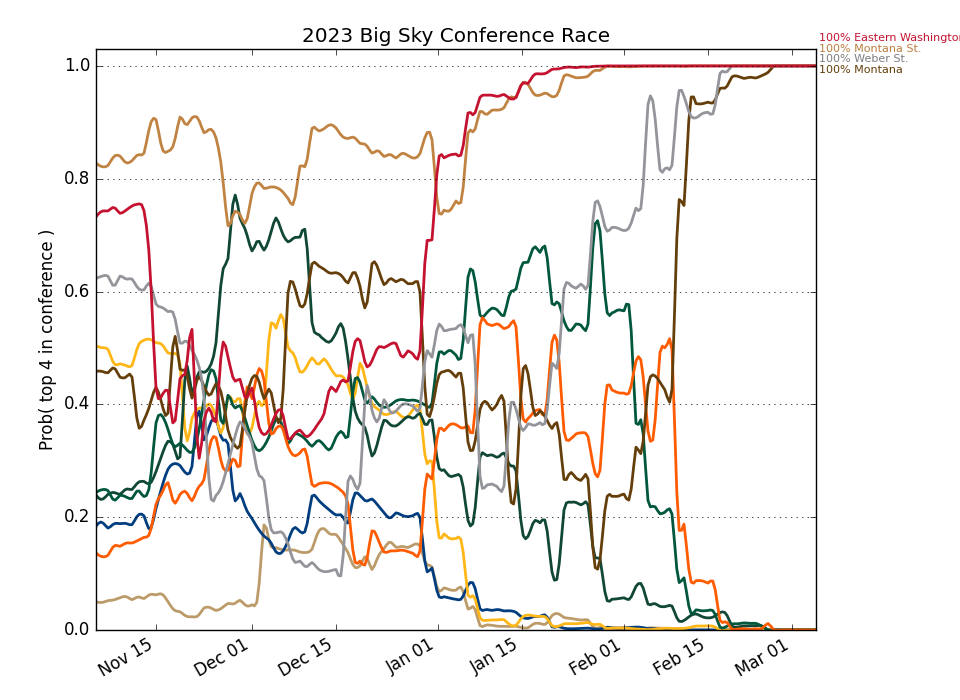 2023 Big Sky Conference Race
100% Eastern Washington
100% Montana St.
100% Weber St.
100% Montana
1.0
0.8
0.6
0.4
0.2
0.0
Prob( top 4 in conference )
Nov 15
Dec 01
Dec 15
Jan 01
Jan 15
Feb 01
Feb 15
Mar 01